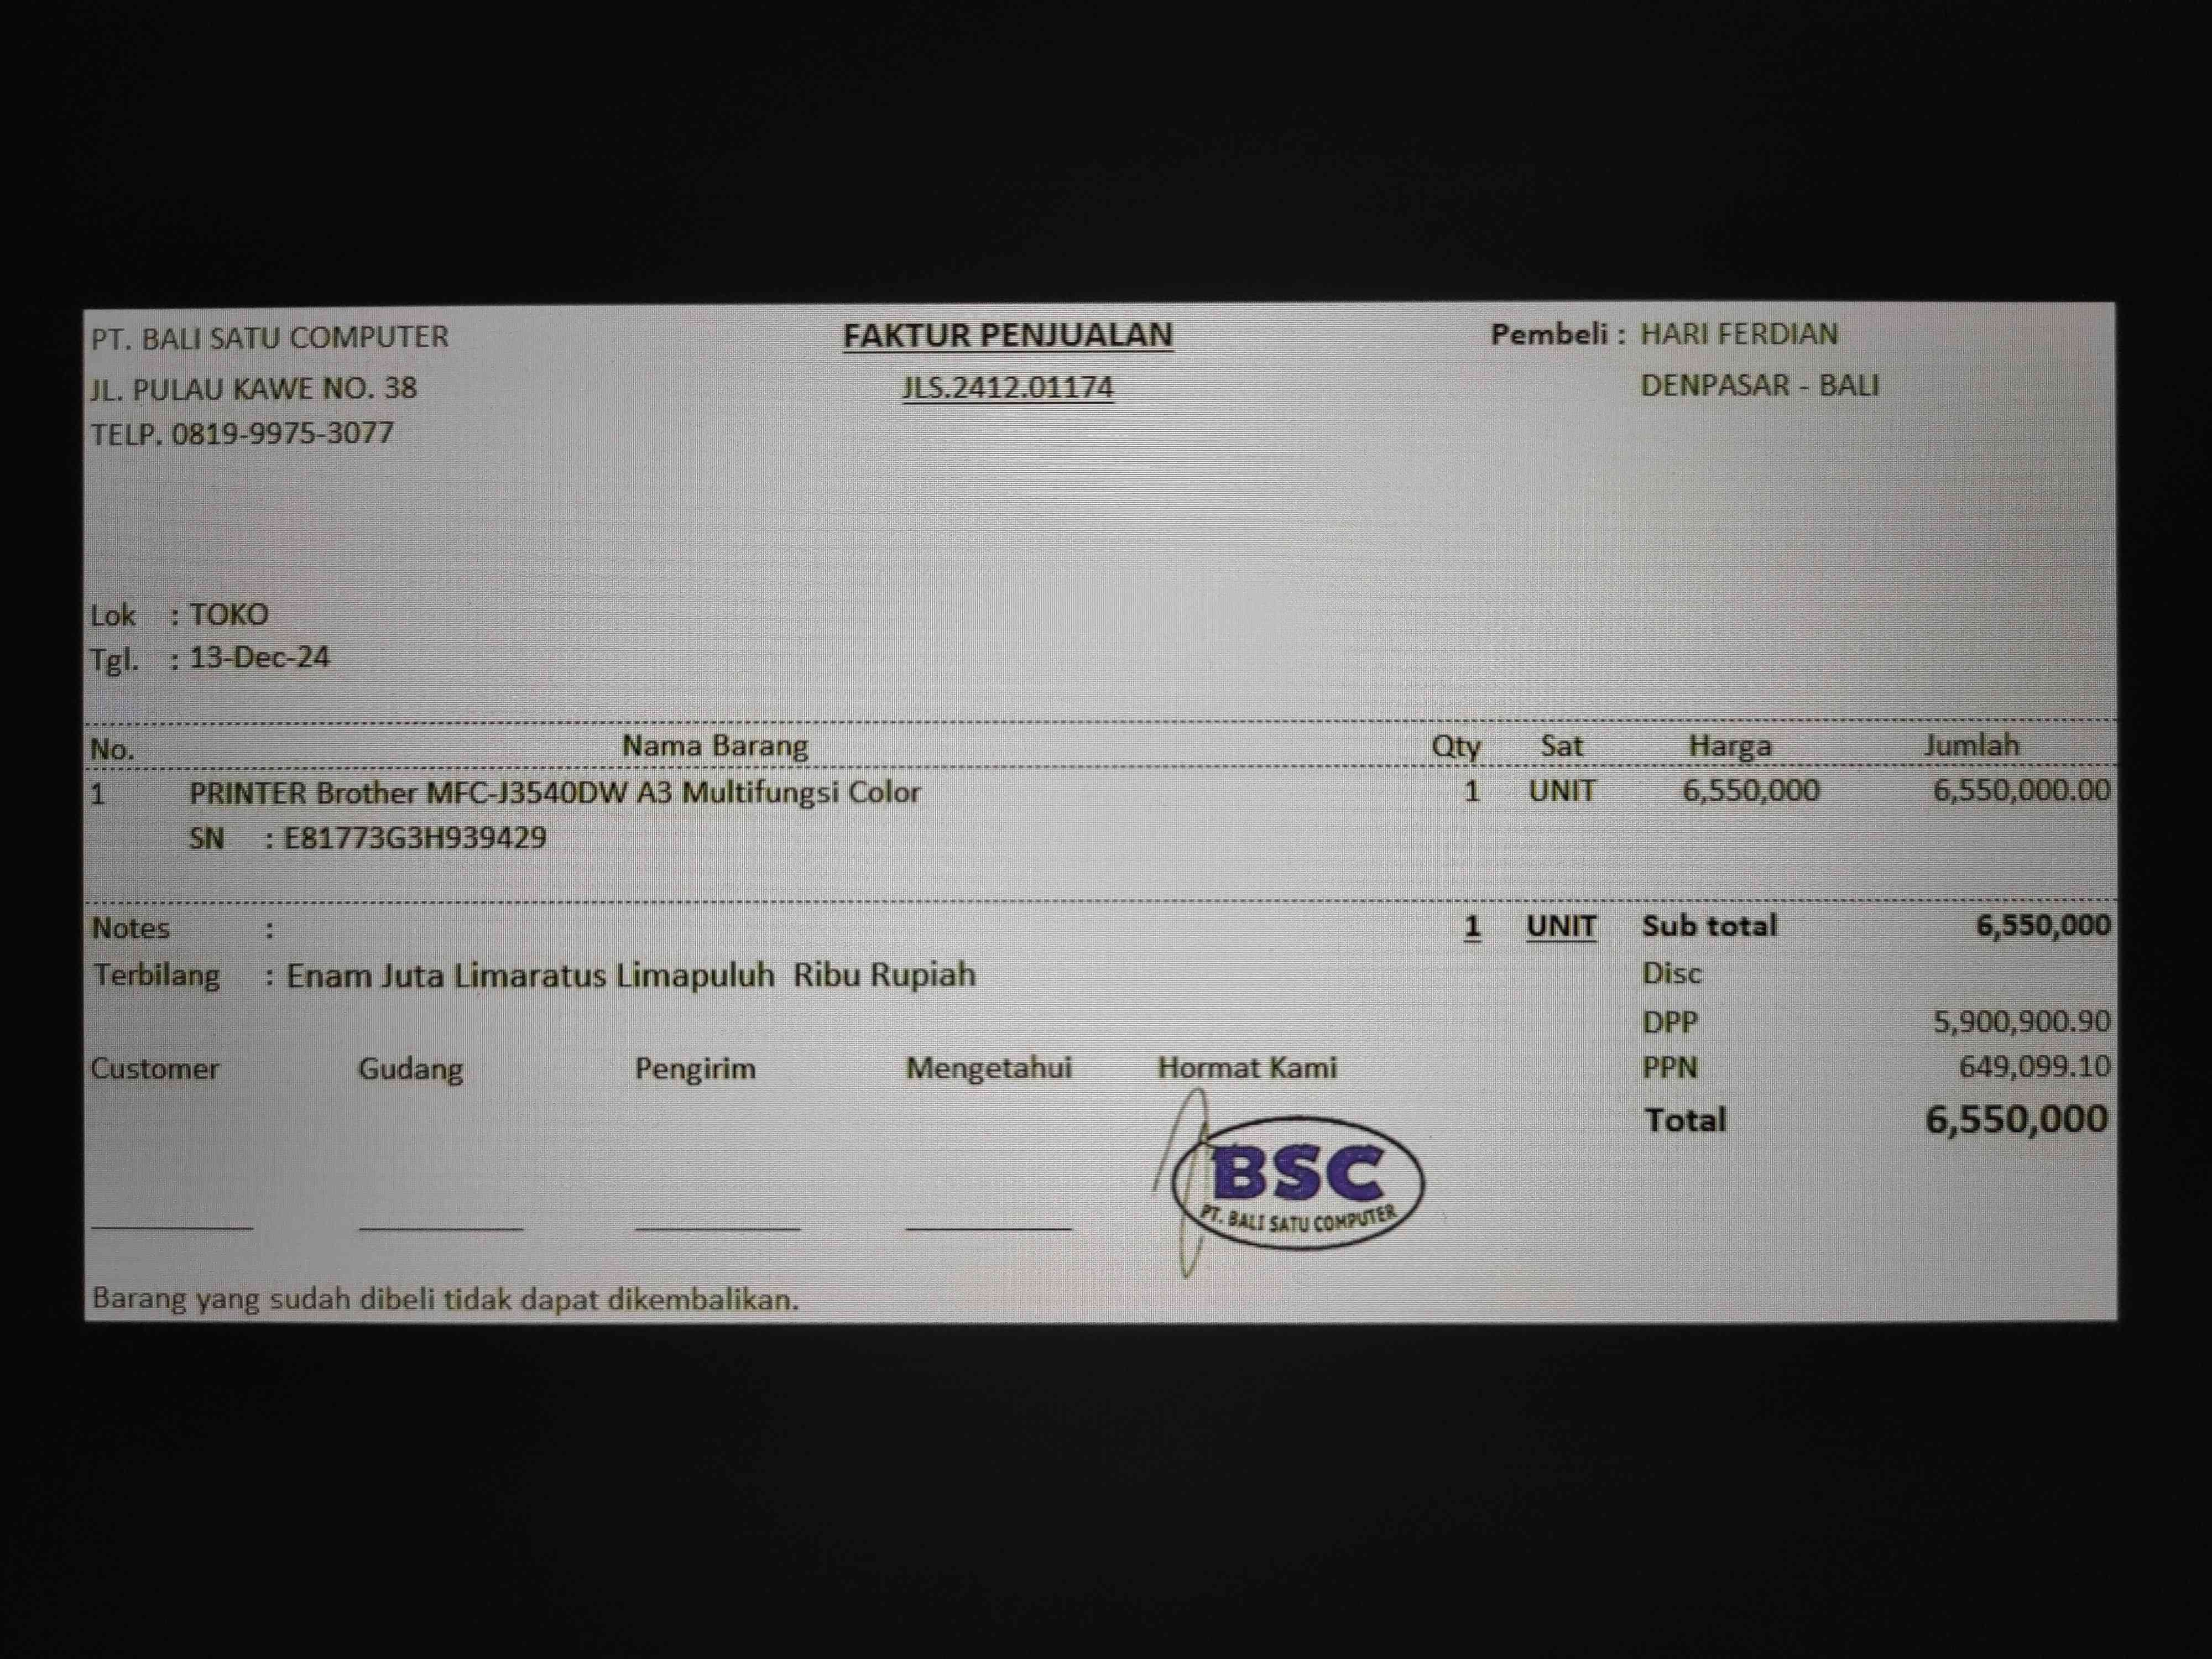 PT. BALI SATU COMPUTER
FAKTUR PENJUALAN
Pembeli : HARI FERDIAN
JL. PULAU KAWE NO. 38
JLS.2412.01174
DENPASAR - BALI
TELP. 0819-9975-3077
Lok : TOKO
Tgl. : 13-Dec-24
No. Nama Barang Qty Sat Harga Jumlah
1 PRINTER Brother MFC-J3540DW A3 Multifungsi Color 1 UNIT 6,550,000 6,550,000.00
SN : E81773G3H939429
Notes : 1 UNIT Sub total 6,550,000
Terbilang : Enam Juta Limaratus Limapuluh Ribu Rupiah
Disc
DPP 5,900,900.90
Customer Gudang Pengirim Mengetahui Hormat Kami
PPN 649,099.10
Total 6,550,000
BSC
PT. BALI SATU COMPUTER
Barang yang sudah dibeli tidak dapat dikembalikan.